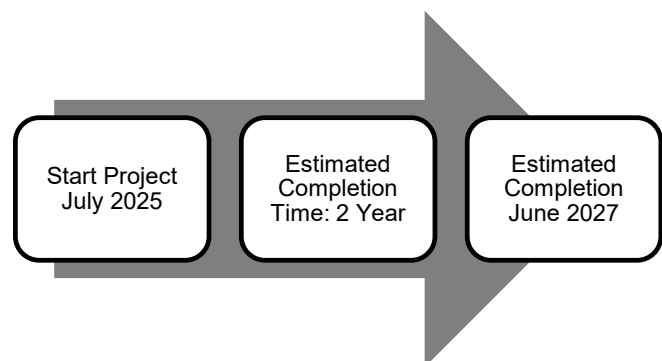 Start Project
July 2025
Estimated
Completion
Time: 2 Year
Estimated
Completion
June 2027